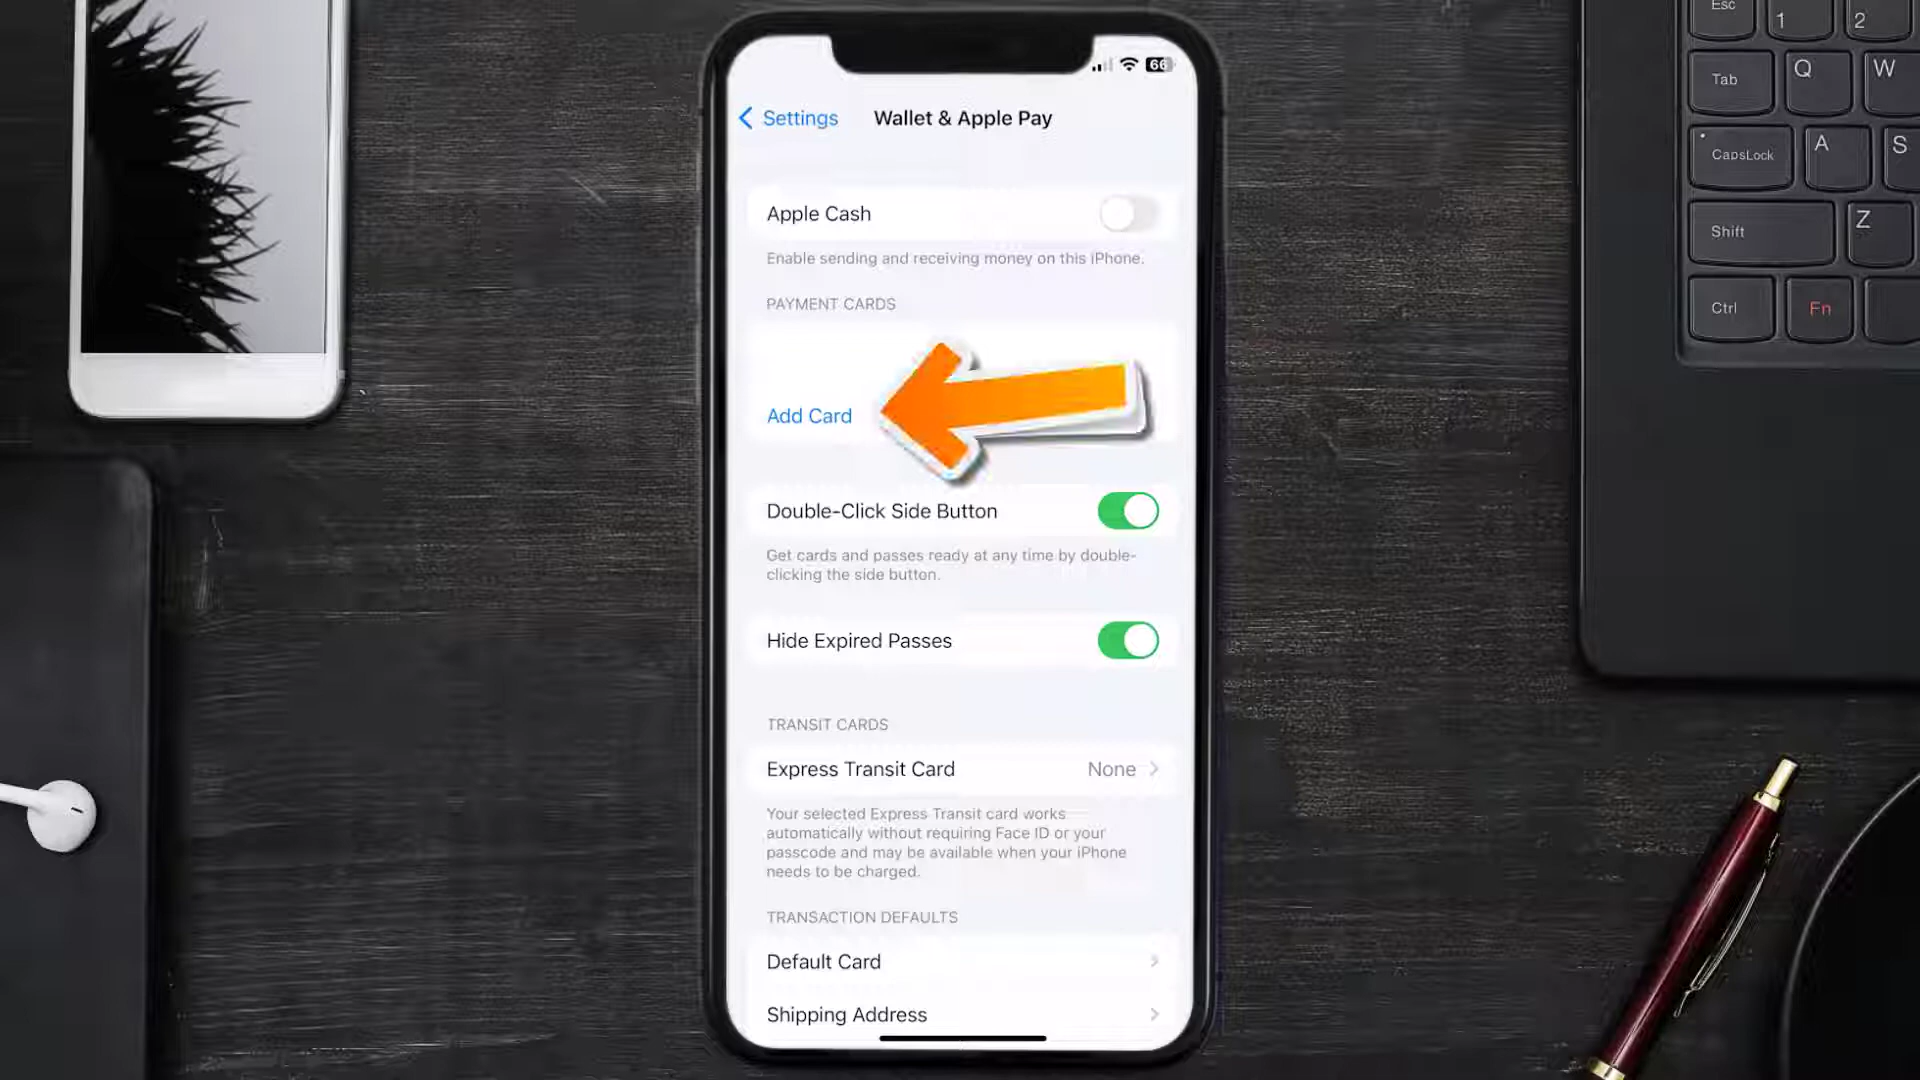 66
Settings
Wallet & Apple Pay
Apple Cash
Enable sending and receiving money on this iPhone.
PAYMENT CARDS
Add Card
Double-Click Side Button
Get cards and passes ready at any time by double-
clicking the side button.
Hide Expired Passes
TRANSIT CARDS
Express Transit Card
None
Your selected Express Transit card works
automatically without requiring Face ID or your
passcode and may be available when your iPhone
needs to be charged.
TRANSACTION DEFAULTS
Default Card
Shipping Address
Esc
1
2
Tab
Q
W
CapsLock
A
S
Shift
Z
Ctrl
Fn